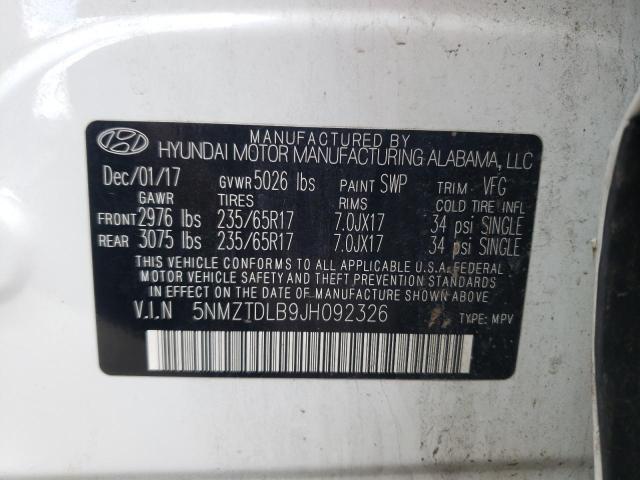 MANUFACTURED BY
HYUNDAI MOTOR MANUFACTURING ALABAMA, LLC
Dec/01/17 GVWR 5026 lbs PAINT SWP TRIM VFG
GAWR TIRES RIMS COLD TIRE INFL
FRONT 2976 lbs 235/65R17 7.0JX17 34 psi SINGLE
REAR 3075 lbs 235/65R17 7.0JX17 34 psi SINGLE
THIS VEHICLE CONFORMS TO ALL APPLICABLE U.S.A. FEDERAL
MOTOR VEHICLE SAFETY AND THEFT PREVENTION STANDARDS
IN EFFECT ON THE DATE OF MANUFACTURE SHOWN ABOVE.
V.I.N 5NMZTDLB9JH092326
TYPE: MPV